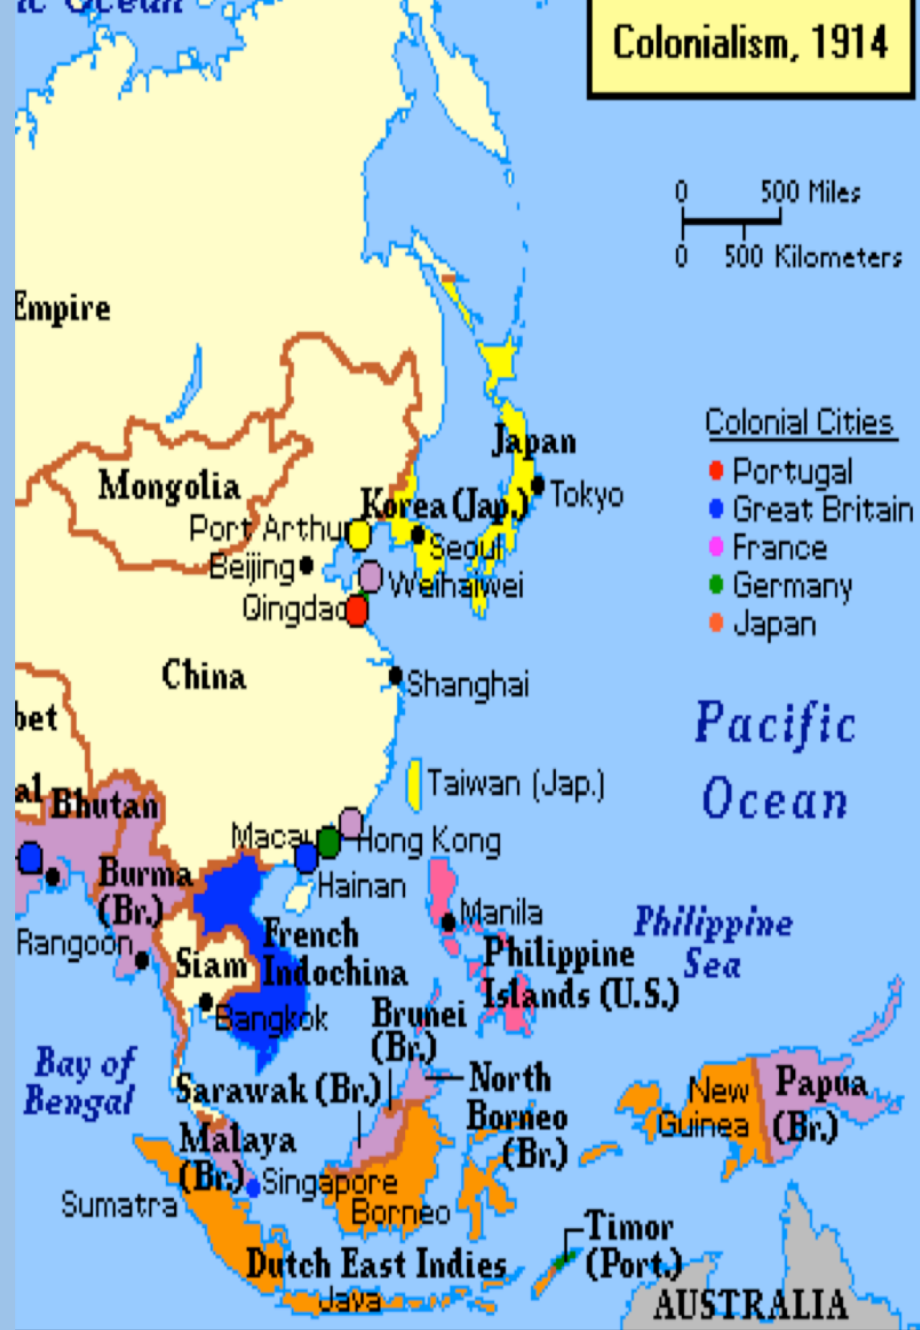 ic Ocean
Colonialism, 1914
0 500 Miles
0 500 Kilometers
Empire
Colonial Cities
Portugal
Great Britain
France
Germany
Japan
Japan
Mongolia
Tokyo
Korea (Jap.)
Port Arthur
Seoul
Beijing
Weihaiwei
Qingdao
China
Shanghai
bet
Pacific
Ocean
Taiwan (Jap.)
al
Bhutan
Macau
Hong Kong
Burma
(Br.)
Hainan
Manila
Philippine
Sea
Rangoon
French
Indochina
Siam
Philippine
Islands (U.S.)
Bangkok
Brunei
(Br.)
Bay of
Bengal
Sarawak (Br.)
North
Borneo
(Br.)
New
Guinea
Papua
(Br.)
Malaya
(Br.)
Singapore
Sumatra
Borneo
Timor
(Port.)
Dutch East Indies
Java
AUSTRALIA